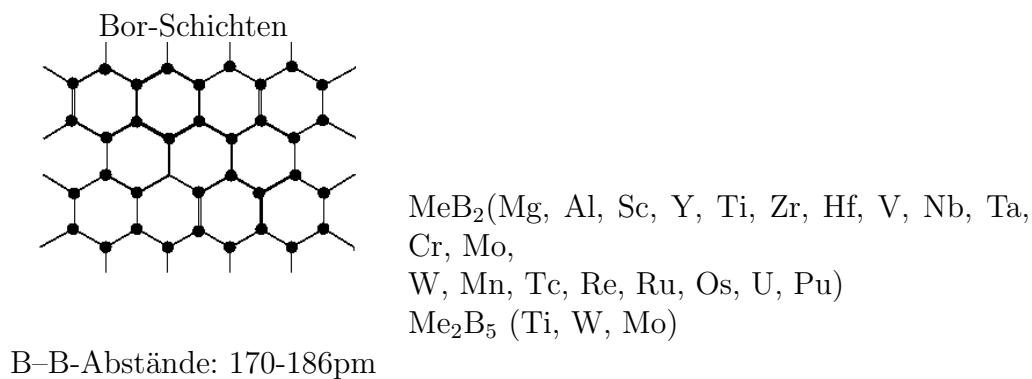 Bor-Schichten
MeB₂(Mg, Al, Sc, Y, Ti, Zr, Hf, V, Nb, Ta,
Cr, Mo,
W, Mn, Tc, Re, Ru, Os, U, Pu)
Me₂B₅ (Ti, W, Mo)
B–B-Abstände: 170-186pm